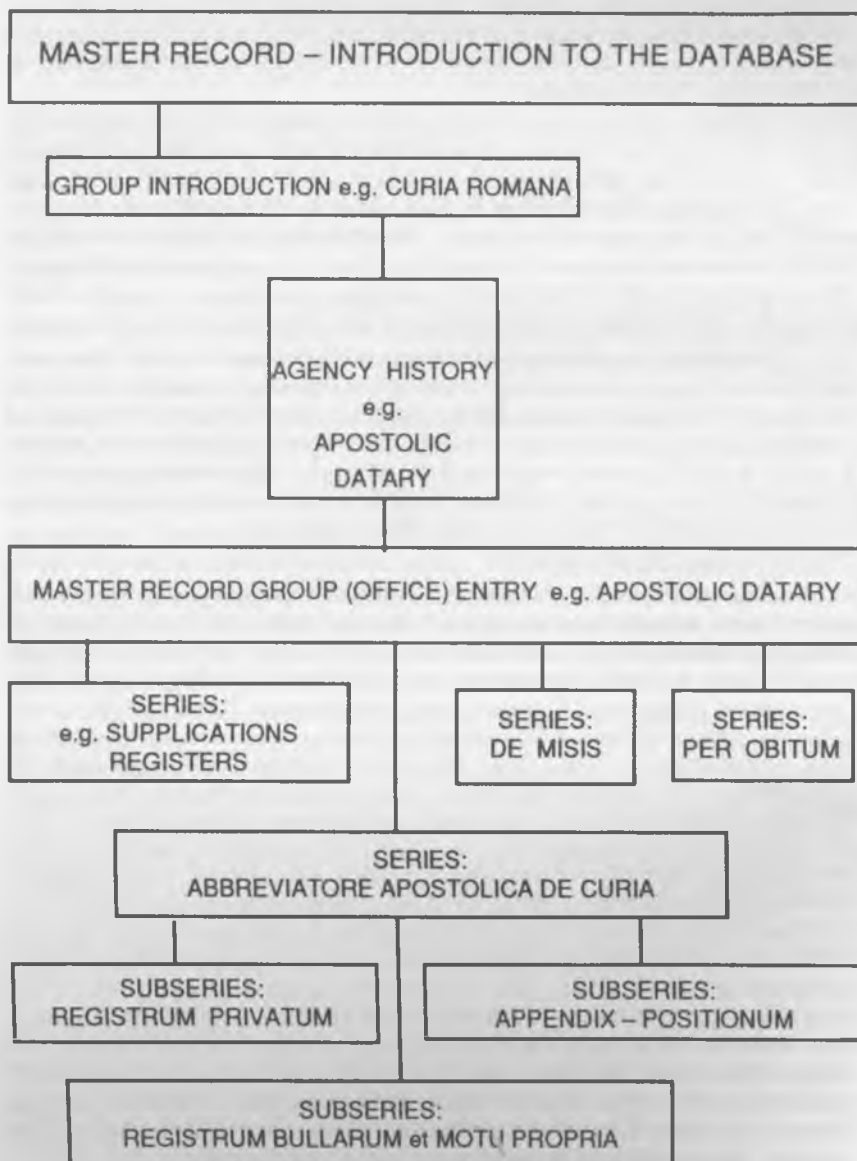 MASTER RECORD – INTRODUCTION TO THE DATABASE
GROUP INTRODUCTION e.g. CURIA ROMANA
AGENCY HISTORY
e.g.
APOSTOLIC
DATARY
MASTER RECORD GROUP (OFFICE) ENTRY e.g. APOSTOLIC DATARY
SERIES:
e.g. SUPPLICATIONS
REGISTERS
SERIES:
DE MISIS
SERIES:
PER OBITUM
SERIES:
ABBREVIATORE APOSTOLICA DE CURIA
SUBSERIES:
REGISTRUM PRIVATUM
SUBSERIES:
APPENDIX – POSITIONUM
SUBSERIES:
REGISTRUM BULLARUM et MOTU PROPRIA